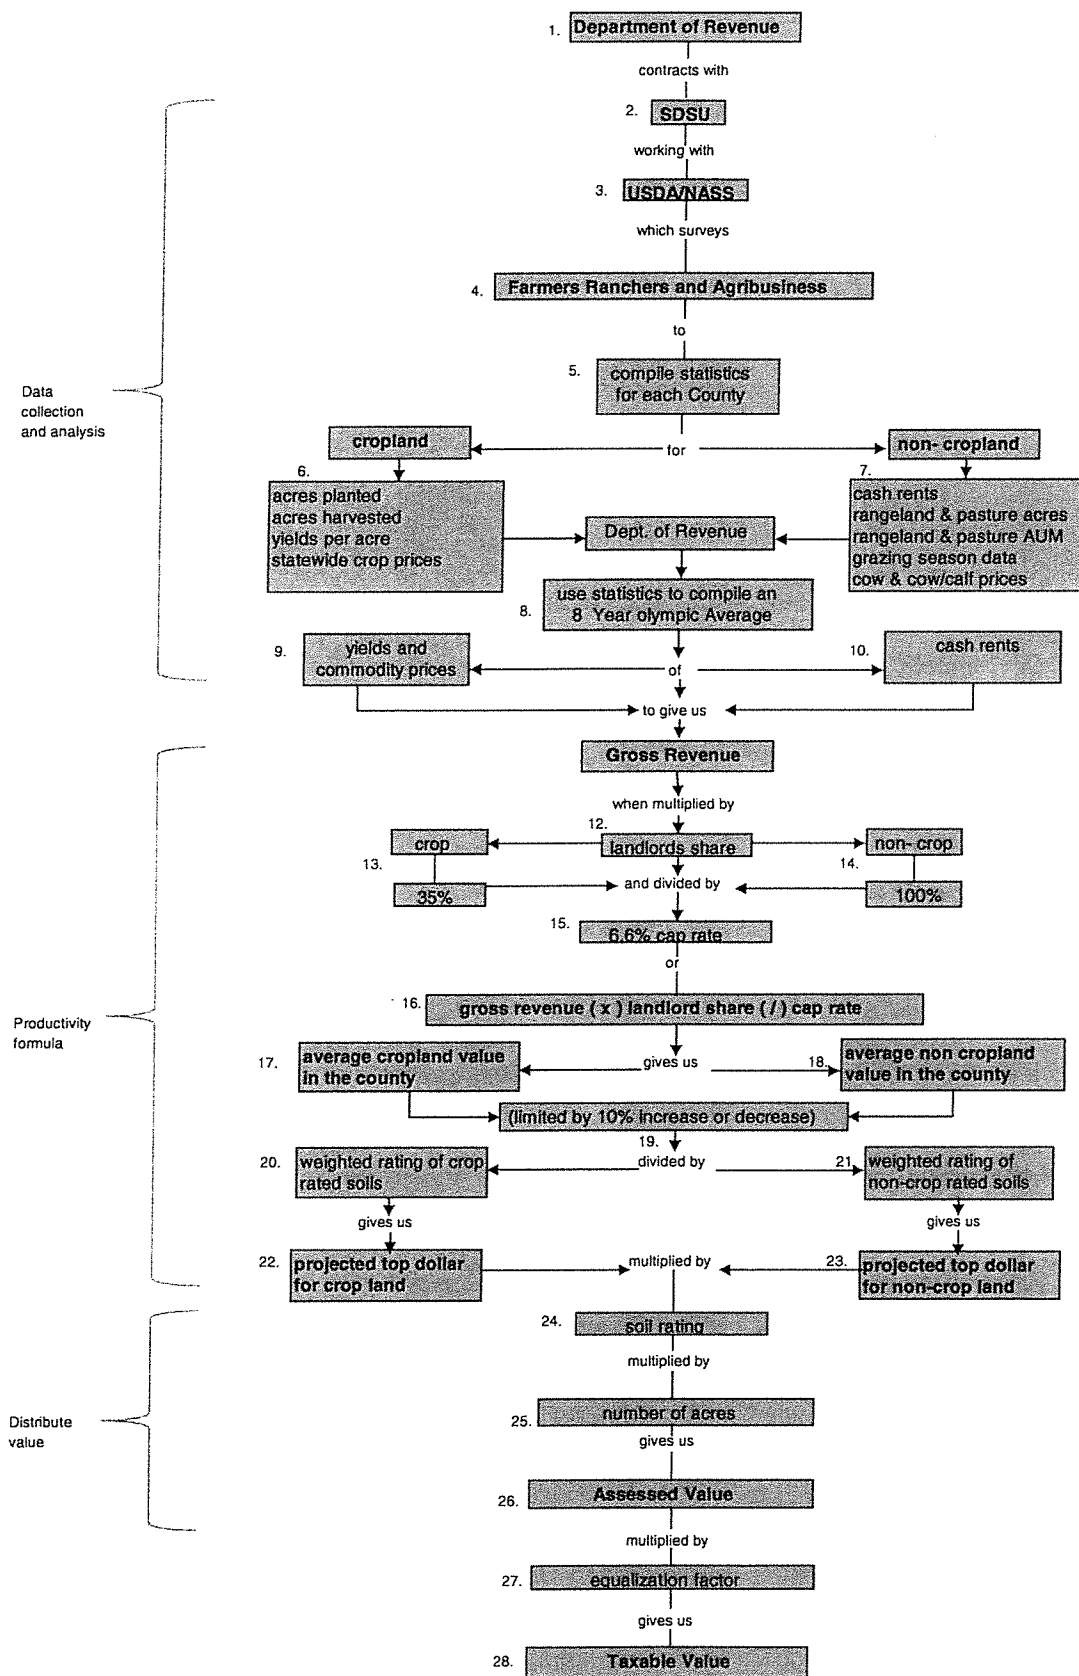 1. Department of Revenue
contracts with
2. SDSU
working with
3. USDA/NASS
which surveys
4. Farmers Ranchers and Agribusiness
to
5. compile statistics
for each County
Data
collection
and analysis
cropland
for
non- cropland
6.
acres planted
acres harvested
yields per acre
statewide crop prices
Dept. of Revenue
7.
cash rents
rangeland & pasture acres
rangeland & pasture AUM
grazing season data
cow & cow/calf prices
8. use statistics to compile an
8 Year olympic Average
9. yields and
commodity prices
of
10. cash rents
to give us
Gross Revenue
when multiplied by
crop
12. landlords share
non- crop
13. 35%
and divided by
14. 100%
15. 6.6% cap rate
or
16. gross revenue ( x ) landlord share ( / ) cap rate
Productivity
formula
17. average cropland value
in the county
gives us
18. average non cropland
value in the county
(limited by 10% increase or decrease)
19.
divided by
20. weighted rating of crop
rated soils
21. weighted rating of
non-crop rated soils
gives us
gives us
22. projected top dollar
for crop land
multiplied by
23. projected top dollar
for non-crop land
24. soil rating
multiplied by
25. number of acres
Distribute
value
gives us
26. Assessed Value
multiplied by
27. equalization factor
gives us
28. Taxable Value